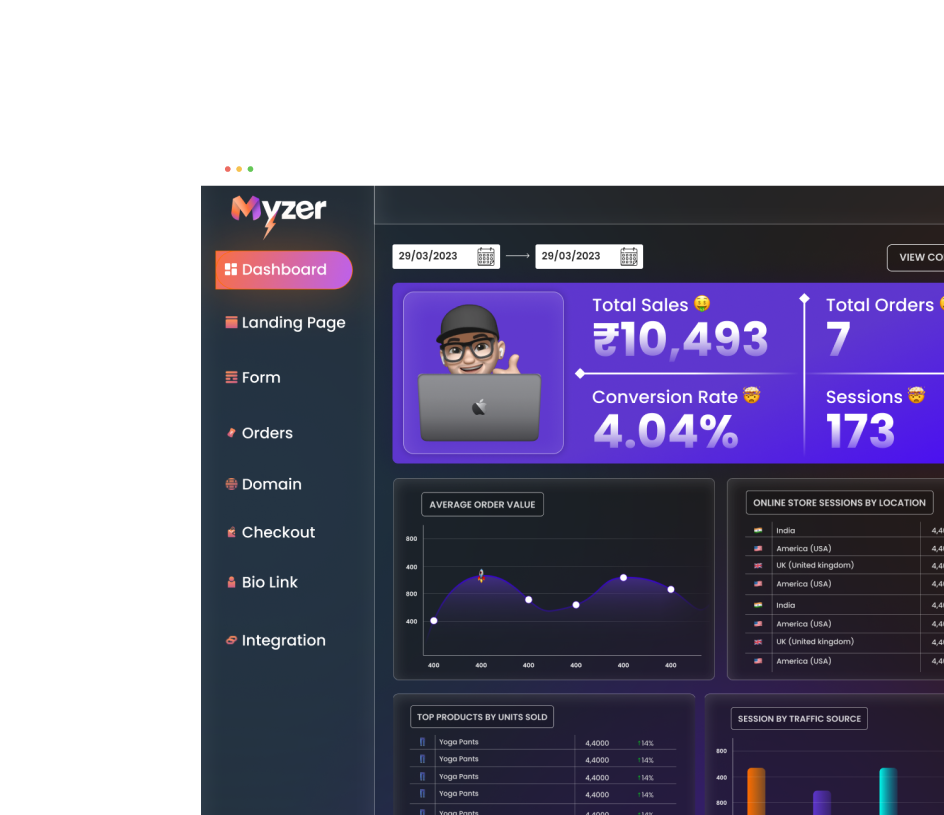 Myzer
29/03/2023
29/03/2023
VIEW CO
Dashboard
Landing Page
Form
Orders
Domain
Checkout
Bio Link
Integration
Total Sales
₹10,493
Total Orders
7
Conversion Rate
4.04%
Sessions
173
AVERAGE ORDER VALUE
800
400
800
400
400 400 400 400 400 400
ONLINE STORE SESSIONS BY LOCATION
India 4,4
America (USA) 4,4
UK (United kingdom) 4,4
America (USA) 4,4
India 4,4
America (USA) 4,4
UK (United kingdom) 4,4
America (USA) 4,4
TOP PRODUCTS BY UNITS SOLD
Yoga Pants 4,4000 ↑14%
Yoga Pants 4,4000 ↑14%
Yoga Pants 4,4000 ↑14%
Yoga Pants 4,4000 ↑14%
Yoga Pants 4,4000 ↑14%
SESSION BY TRAFFIC SOURCE
800
400
800